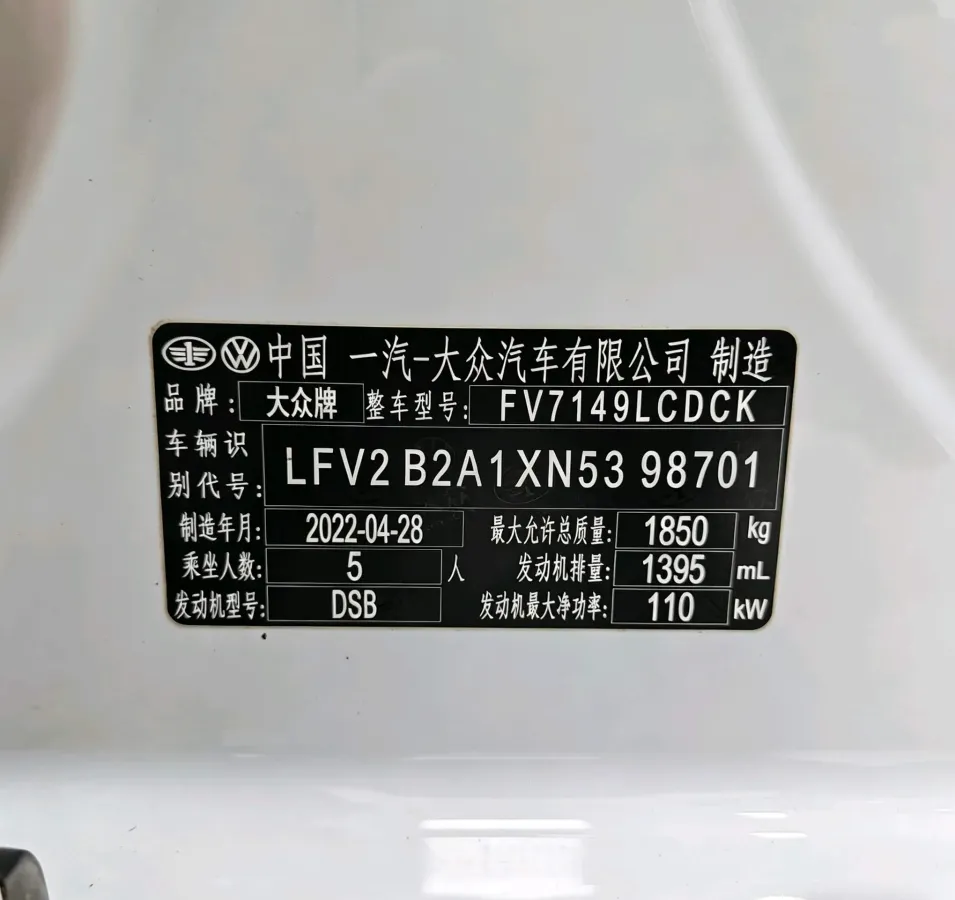 中国 一汽-大众汽车有限公司 制造
品牌: 大众牌 整车型号: FV7149LCDCK
车辆识别代号: LFV2B2A1XN5398701
制造年月: 2022-04-28 最大允许总质量: 1850 kg
乘坐人数: 5 人 发动机排量: 1395 mL
发动机型号: DSB 发动机最大净功率: 110 kW